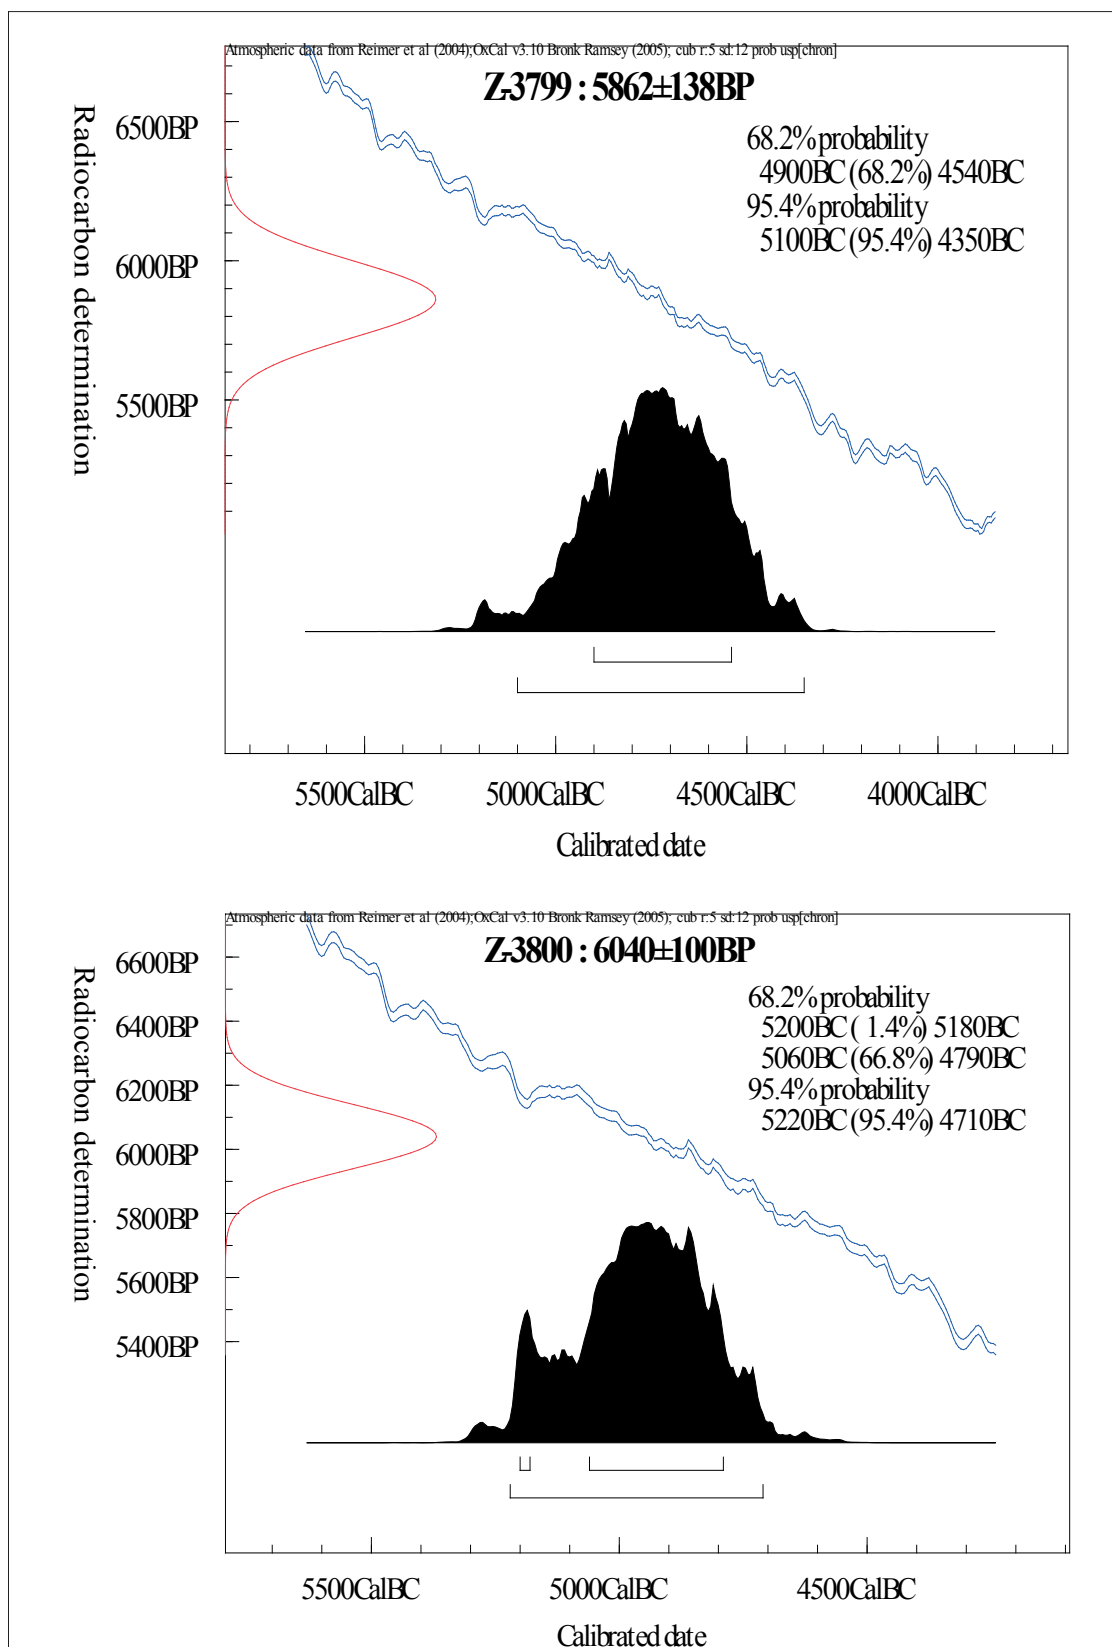 Atmospheric data from Reimer et al (2004);OxCal v3.10 Bronk Ramsey (2005); cub r:5 sd:12 prob usp[chron]
Z-3799 : 5862±138BP
68.2% probability
4900BC (68.2%) 4540BC
95.4% probability
5100BC (95.4%) 4350BC
Radiocarbon determination
6500BP
6000BP
5500BP
5500CalBC 5000CalBC 4500CalBC 4000CalBC
Calibrated date
Atmospheric data from Reimer et al (2004);OxCal v3.10 Bronk Ramsey (2005); cub r:5 sd:12 prob usp[chron]
Z-3800 : 6040±100BP
68.2% probability
5200BC ( 1.4%) 5180BC
5060BC (66.8%) 4790BC
95.4% probability
5220BC (95.4%) 4710BC
Radiocarbon determination
6600BP
6400BP
6200BP
6000BP
5800BP
5600BP
5400BP
5500CalBC 5000CalBC 4500CalBC
Calibrated date